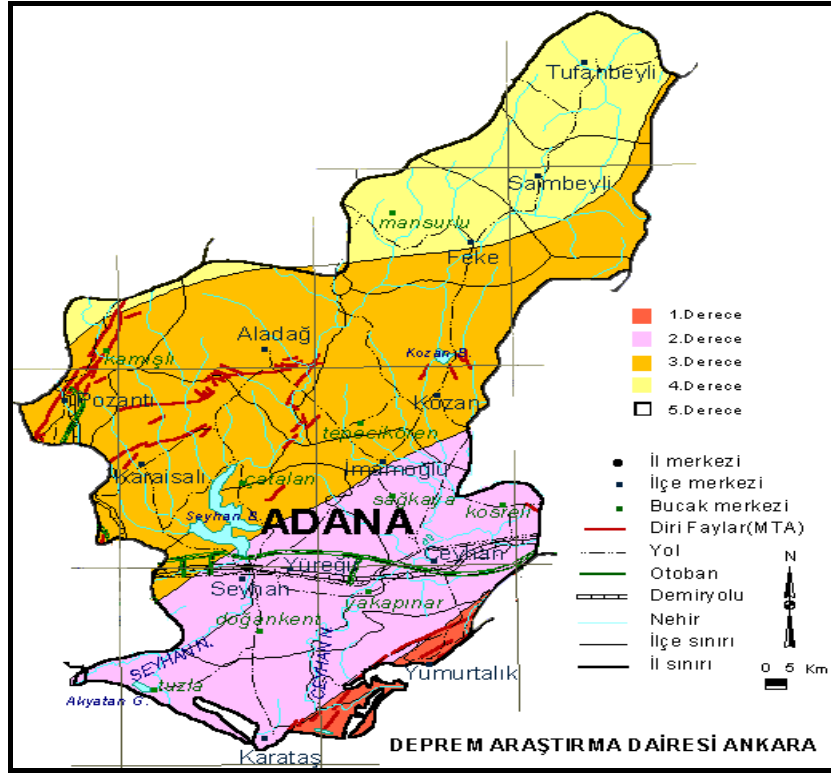 Tufanbeyli
Saimbeyli
mansurlu
Feke
Aladağ
Kozan B.
kamışlı
Pozantı
Kozan
tepecikören
Karaisalı
İmamoğlu
çatalan
sağkaya
kösreli
Seyhan B.
ADANA
Ceyhan
Yüreğir
Seyhan
yakapınar
doğankent
SEYHAN N.
CEYHAN N.
Yumurtalık
tuzla
Akyatan G.
Karataş
1.Derece
2.Derece
3.Derece
4.Derece
5.Derece
İl merkezi
İlçe merkezi
Bucak merkezi
Diri Faylar(MTA)
Yol
N
Otoban
Demiryolu
Nehir
İlçe sınırı
İl sınırı
0 5 Km
DEPREM ARAŞTIRMA DAİRESİ ANKARA